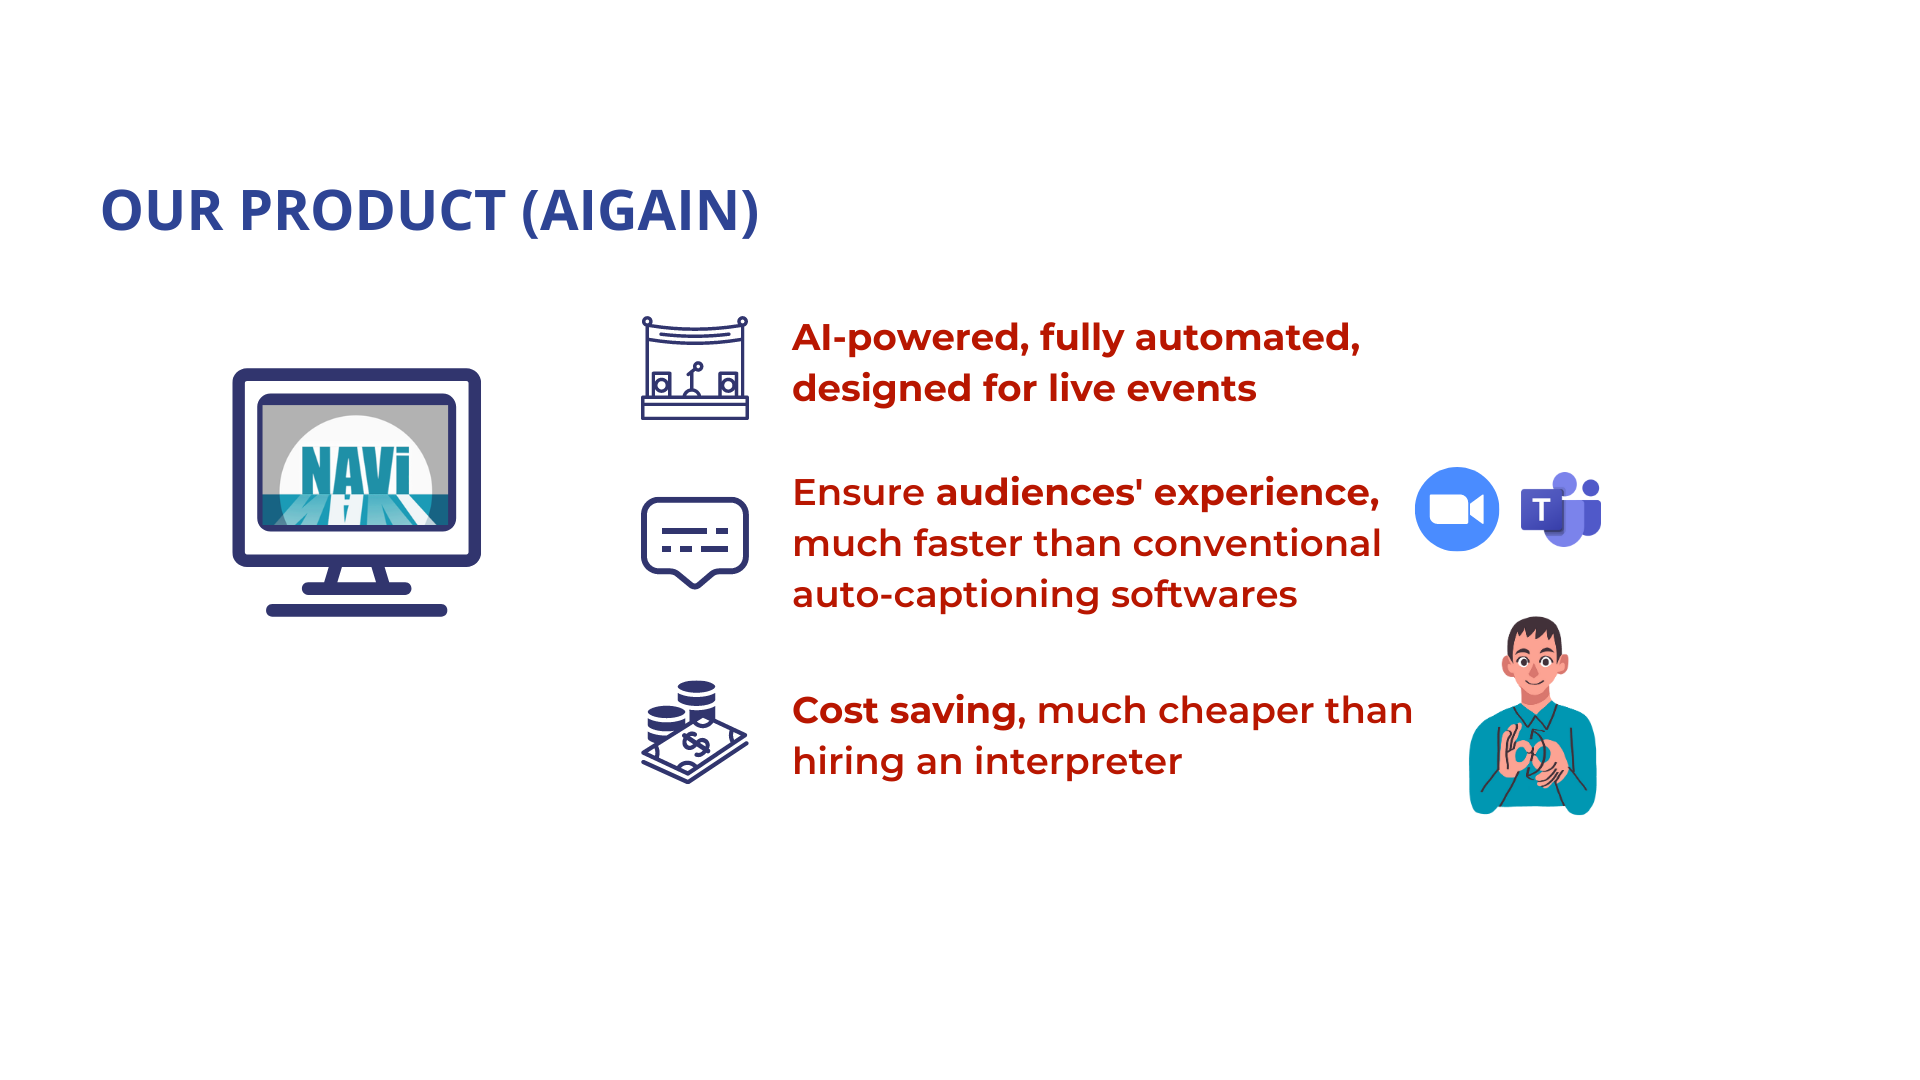 OUR PRODUCT (AIGAIN)
NAVi
AI-powered, fully automated,
designed for live events
Ensure audiences' experience,
much faster than conventional
auto-captioning softwares
T
Cost saving, much cheaper than
hiring an interpreter